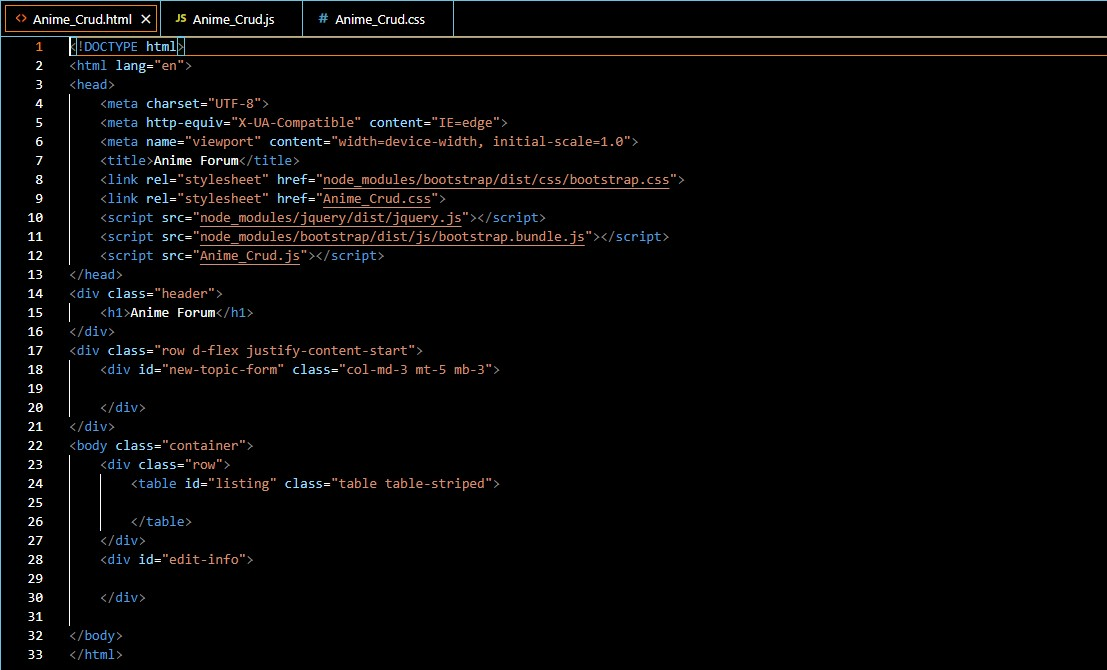 Anime_Crud.html
JS Anime_Crud.js
# Anime_Crud.css
1 <!DOCTYPE html>
2 <html lang="en">
3 <head>
4     <meta charset="UTF-8">
5     <meta http-equiv="X-UA-Compatible" content="IE=edge">
6     <meta name="viewport" content="width=device-width, initial-scale=1.0">
7     <title>Anime Forum</title>
8     <link rel="stylesheet" href="node_modules/bootstrap/dist/css/bootstrap.css">
9     <link rel="stylesheet" href="Anime_Crud.css">
10     <script src="node_modules/jquery/dist/jquery.js"></script>
11     <script src="node_modules/bootstrap/dist/js/bootstrap.bundle.js"></script>
12     <script src="Anime_Crud.js"></script>
13 </head>
14 <div class="header">
15     <h1>Anime Forum</h1>
16 </div>
17 <div class="row d-flex justify-content-start">
18     <div id="new-topic-form" class="col-md-3 mt-5 mb-3">
19
20     </div>
21 </div>
22 <body class="container">
23     <div class="row">
24         <table id="listing" class="table table-striped">
25
26         </table>
27     </div>
28     <div id="edit-info">
29
30     </div>
31
32 </body>
33 </html>